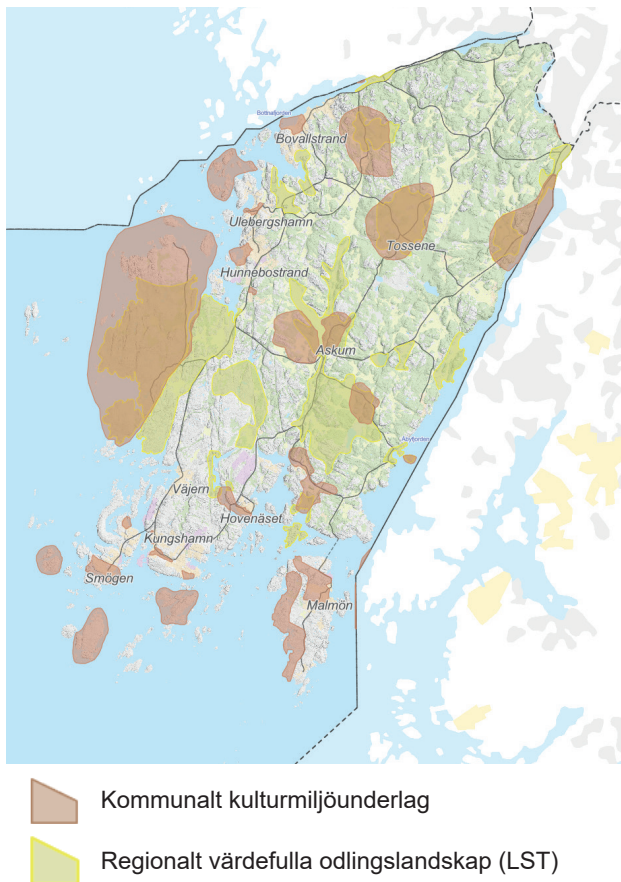 Bottnafjorden
Bovallstrand
Ulebergshamn
Tossene
Hunnebostrand
Askum
Åbyfjorden
Väjern
Hovenäset
Kungshamn
Smögen
Malmön
Kommunalt kulturmiljöunderlag
Regionalt värdefulla odlingslandskap (LST)